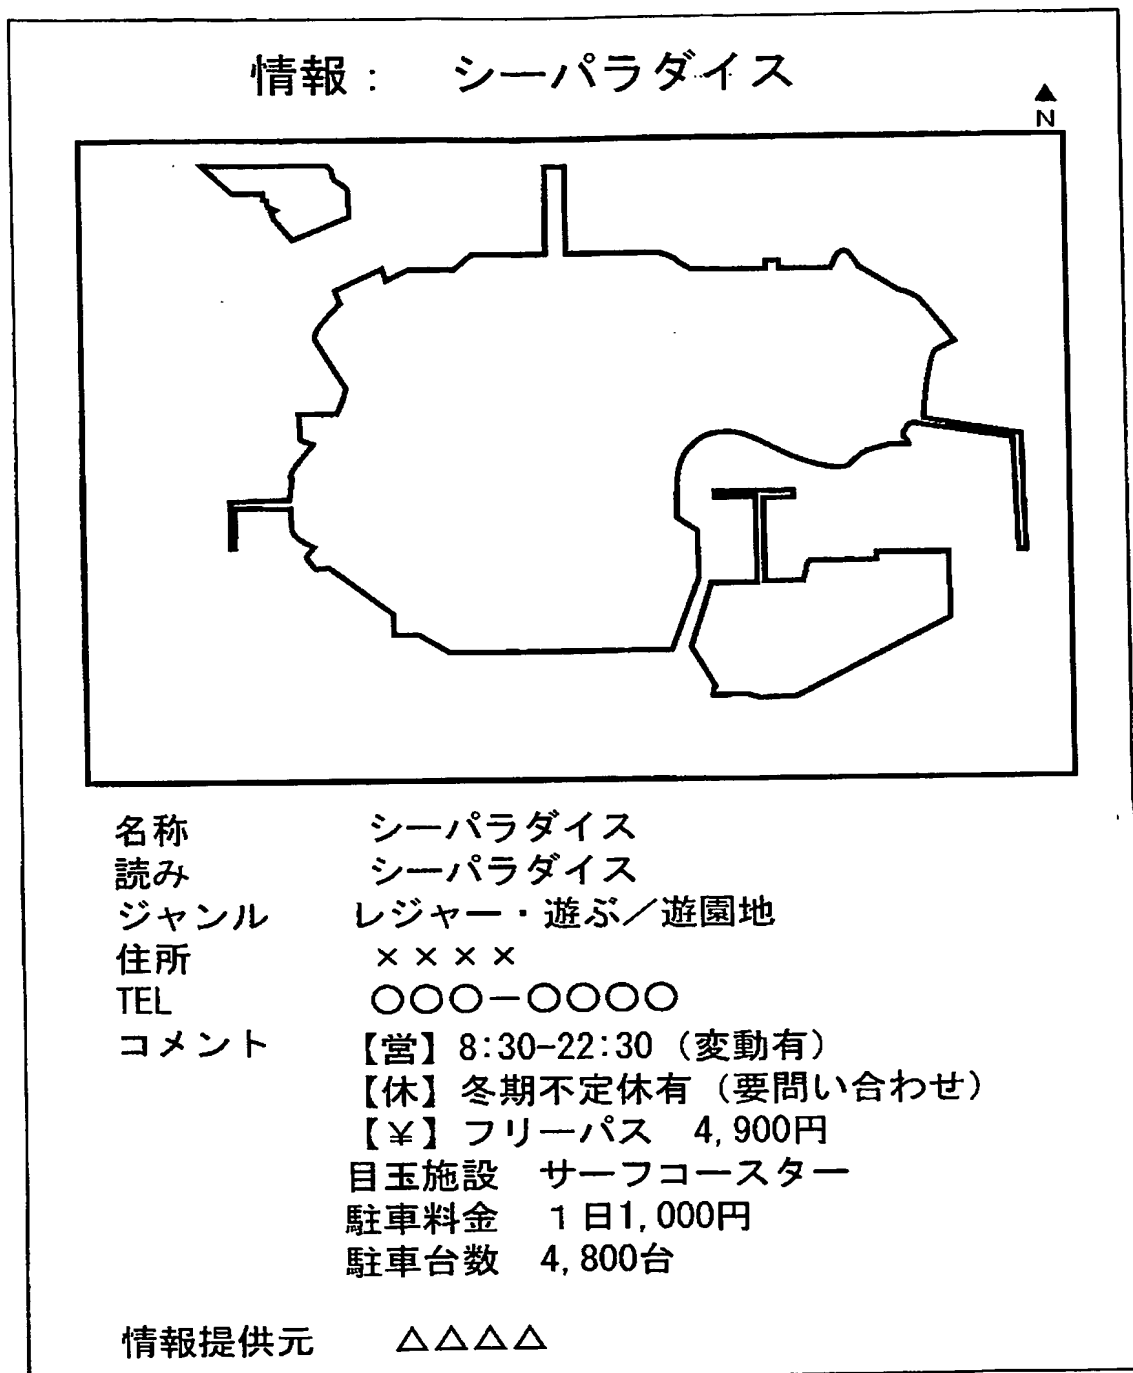 情報： シーパラダイス
N
名称 シーパラダイス
読み シーパラダイス
ジャンル レジャー・遊ぶ／遊園地
住所 ××××
TEL 〇〇〇－〇〇〇〇
コメント 【営】8:30-22:30（変動有）
【休】冬期不定休有（要問い合わせ）
【￥】フリーパス 4,900円
目玉施設 サーフコースター
駐車料金 1日1,000円
駐車台数 4,800台
情報提供元 △△△△